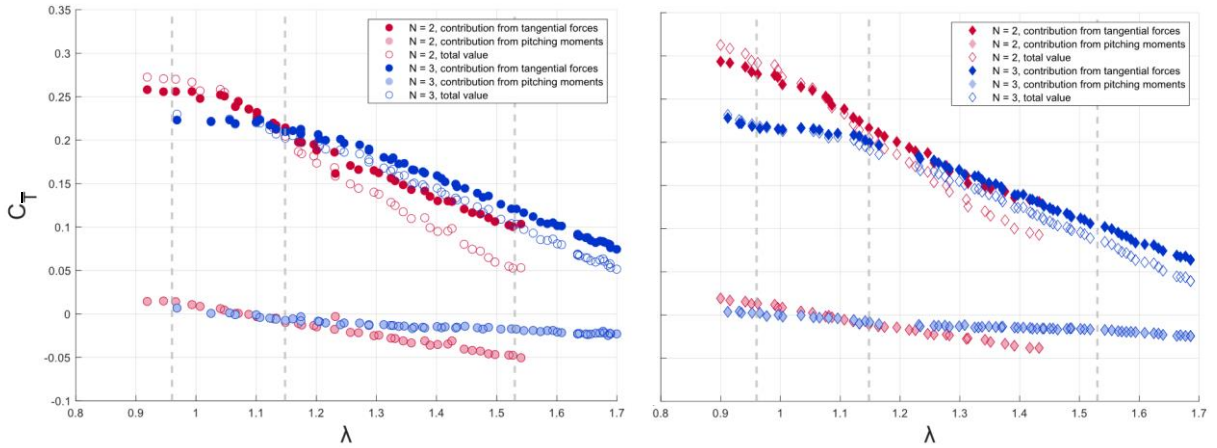 N = 2, contribution from tangential forces
N = 2, contribution from pitching moments
N = 2, total value
N = 3, contribution from tangential forces
N = 3, contribution from pitching moments
N = 3, total value
0.35
0.3
0.25
0.2
0.15
0.1
0.05
0
-0.05
-0.1
C_T̅
0.8
0.9
1
1.1
1.2
1.3
1.4
1.5
1.6
1.7
λ
N = 2, contribution from tangential forces
N = 2, contribution from pitching moments
N = 2, total value
N = 3, contribution from tangential forces
N = 3, contribution from pitching moments
N = 3, total value
0.8
0.9
1
1.1
1.2
1.3
1.4
1.5
1.6
1.7
λ